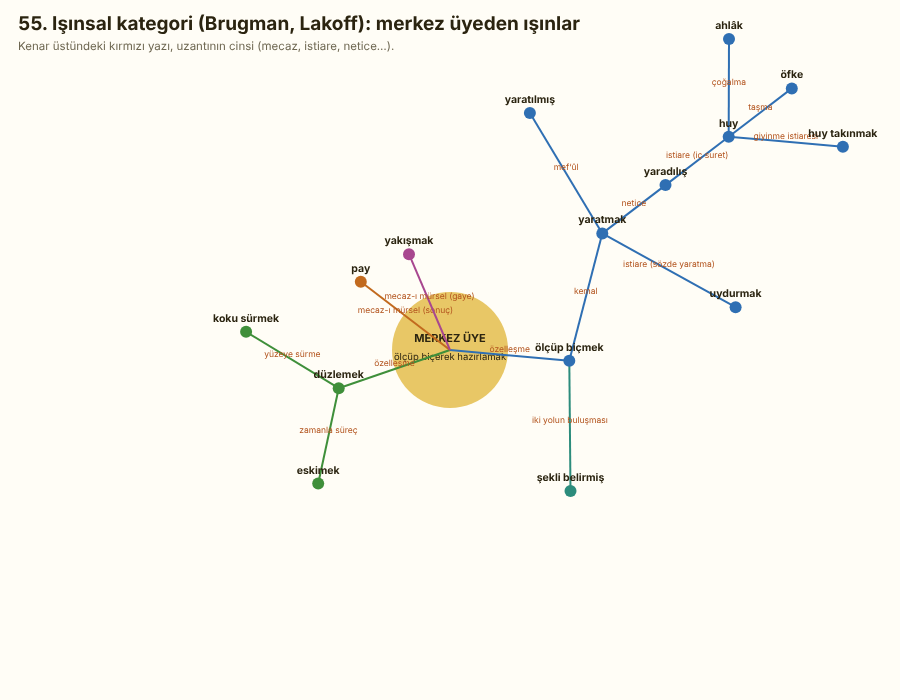 55. Işınsal kategori (Brugman, Lakoff): merkez üyeden ışınlar
Kenar üstündeki kırmızı yazı, uzantının cinsi (mecaz, istiare, netice...).
ahlâk
çoğalma
öfke
taşma
huy
giyinme istiaresi
huy takınmak
yaratılmış
mef'ûl
istiare (iç suret)
yaradılış
netice
yaratmak
istiare (sözde yaratma)
uydurmak
kemal
yakışmak
mecaz-ı mürsel (gaye)
pay
mecaz-ı mürsel (sonuç)
koku sürmek
yüzeye sürme
düzlemek
özelleşme
MERKEZ ÜYE
ölçüp biçerek hazırlamak
özelleşme
ölçüp biçmek
zamanla süreç
eskimek
iki yolun buluşması
şekli belirmiş